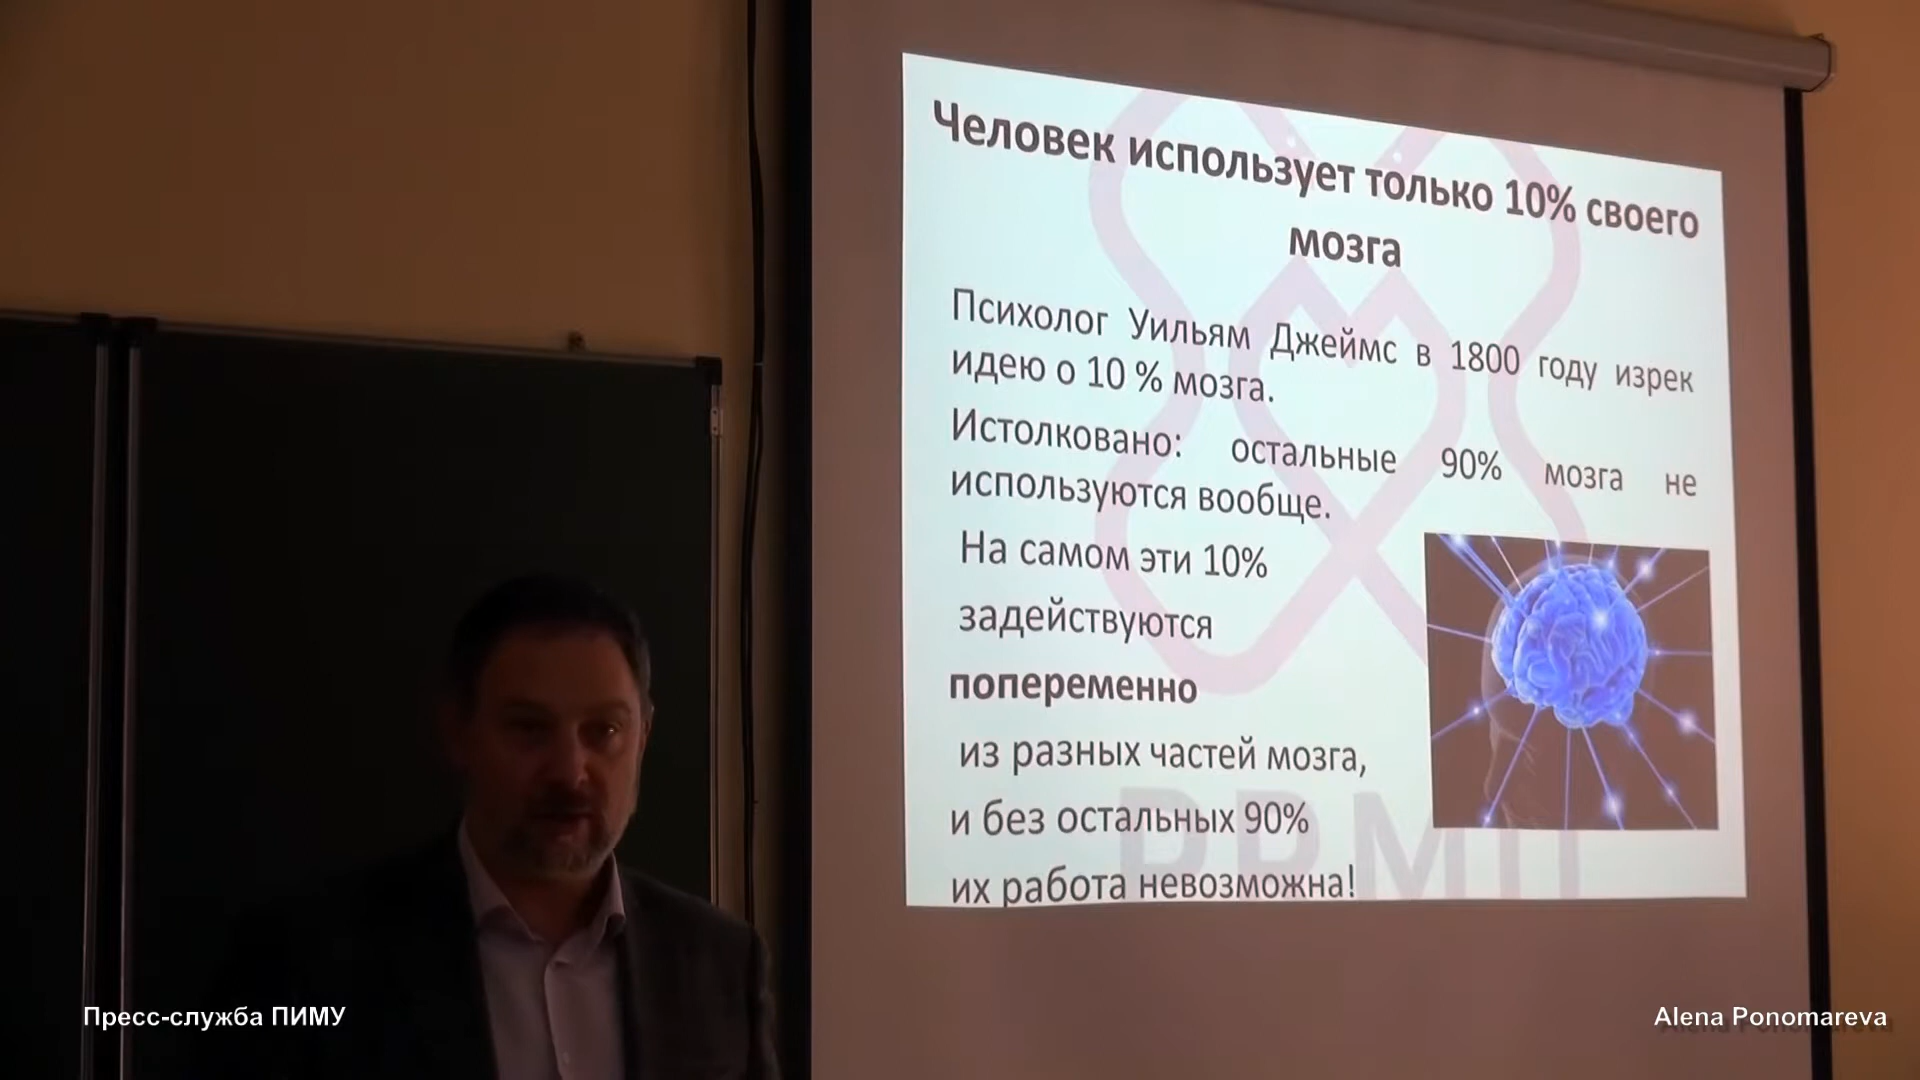 Человек использует только 10% своего
мозга
Психолог Уильям Джеймс в 1800 году изрек
идею о 10 % мозга.
Истолковано: остальные 90% мозга не
используются вообще.
На самом эти 10%
задействуются
попеременно
из разных частей мозга,
и без остальных 90%
их работа невозможна!
Пресс-служба ПИМУ
Alena Ponomareva